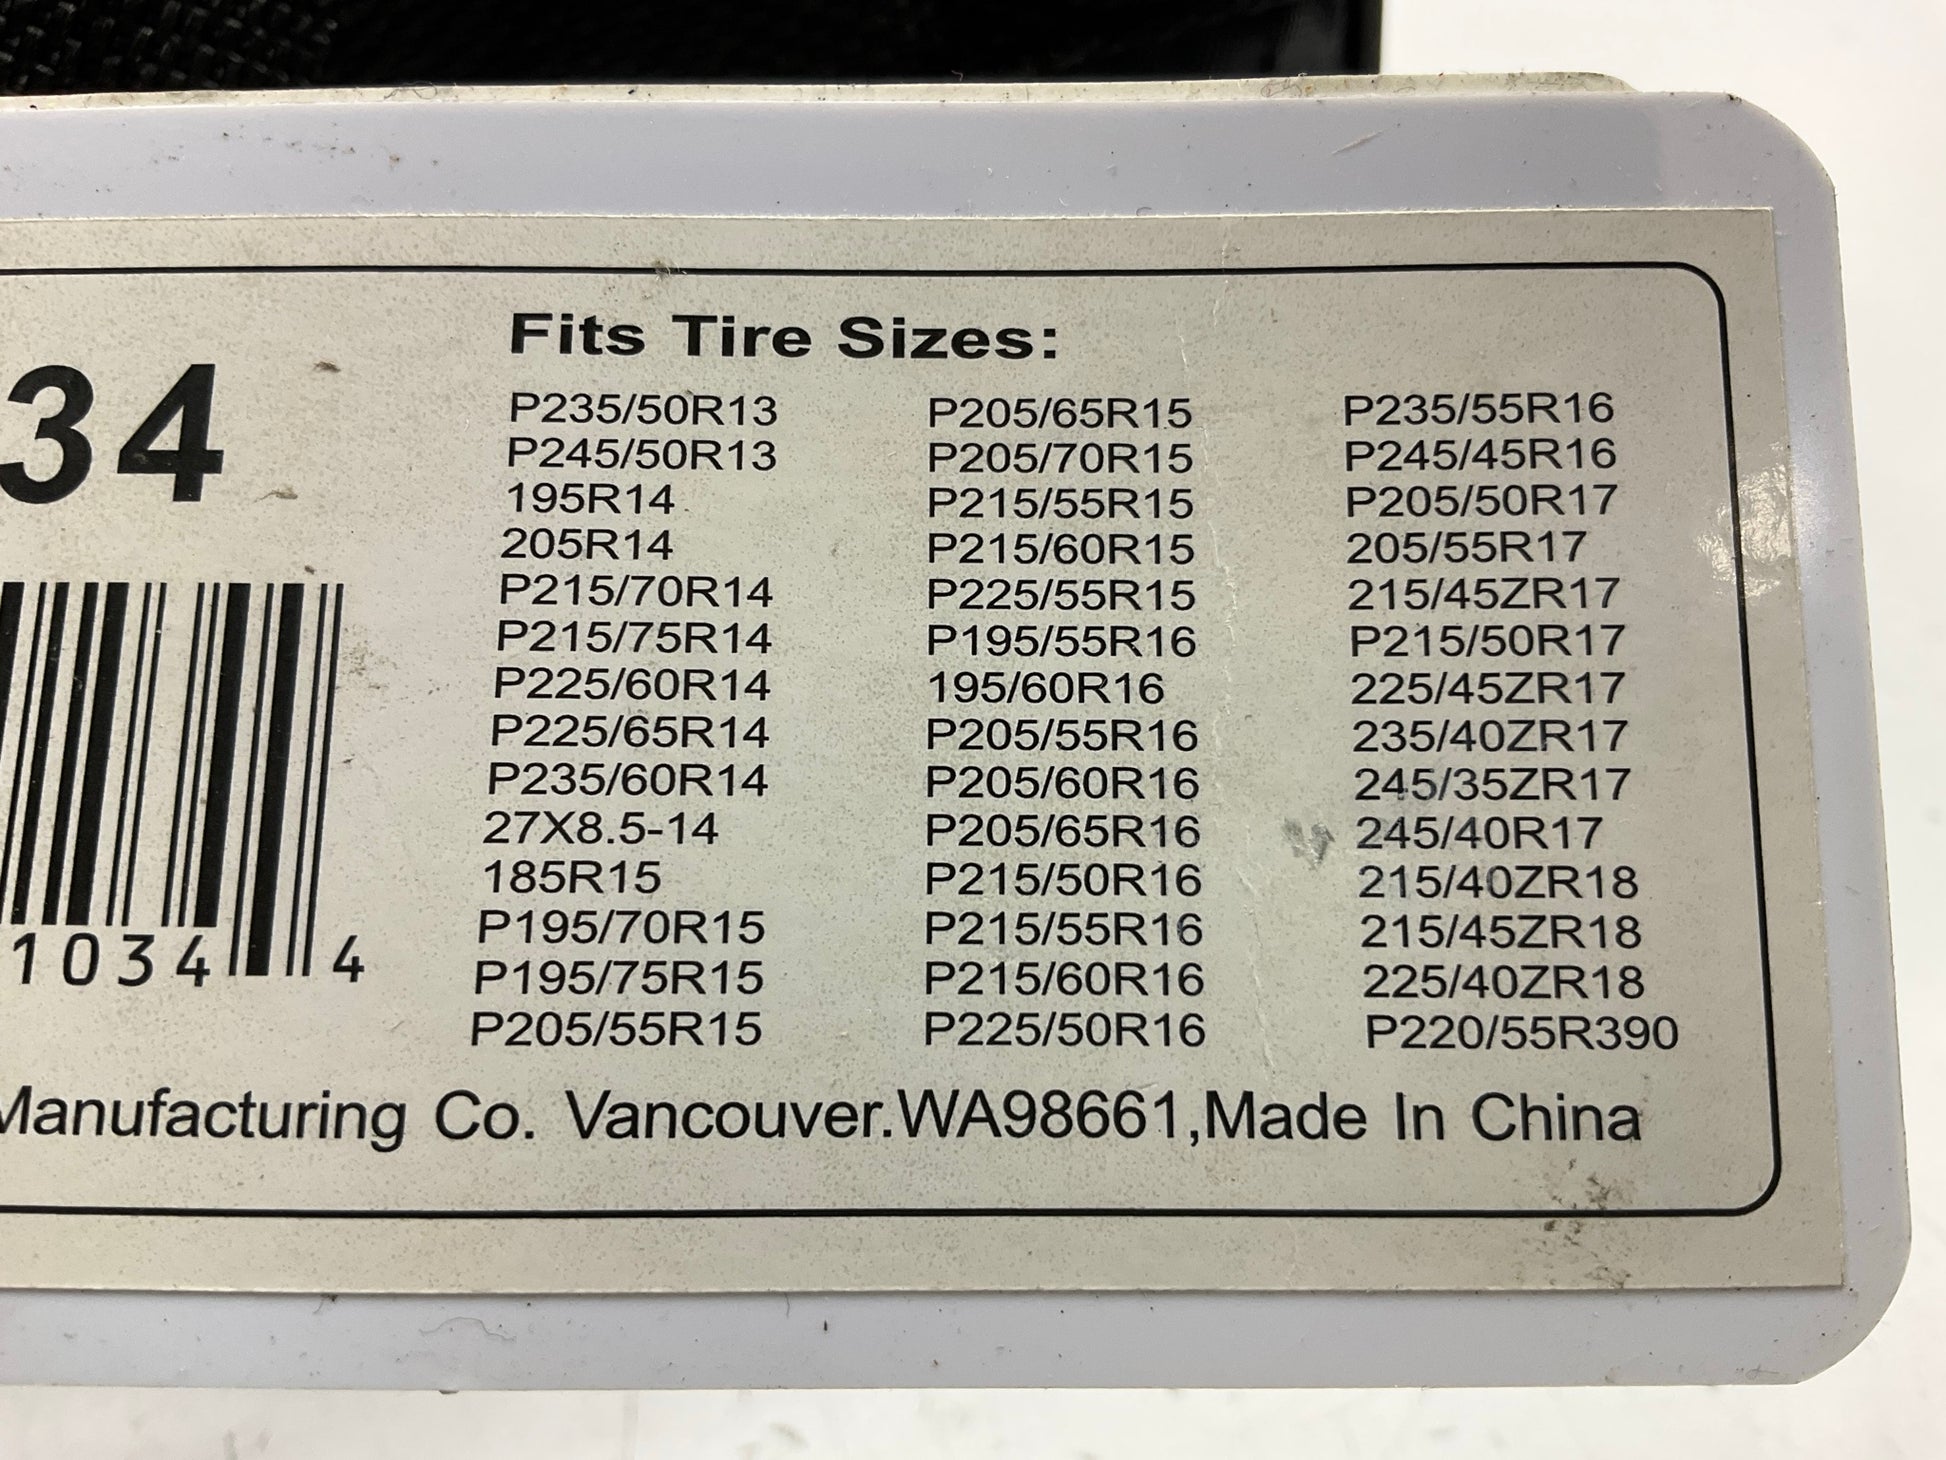 34
1034 4
Fits Tire Sizes:
P235/50R13
P245/50R13
195R14
205R14
P215/70R14
P215/75R14
P225/60R14
P225/65R14
P235/60R14
27X8.5-14
185R15
P195/70R15
P195/75R15
P205/55R15
P205/65R15
P205/70R15
P215/55R15
P215/60R15
P225/55R15
P195/55R16
195/60R16
P205/55R16
P205/60R16
P205/65R16
P215/50R16
P215/55R16
P215/60R16
P225/50R16
P235/55R16
P245/45R16
P205/50R17
205/55R17
215/45ZR17
P215/50R17
225/45ZR17
235/40ZR17
245/35ZR17
245/40R17
215/40ZR18
215/45ZR18
225/40ZR18
P220/55R390
Manufacturing Co. Vancouver.WA98661,Made In China